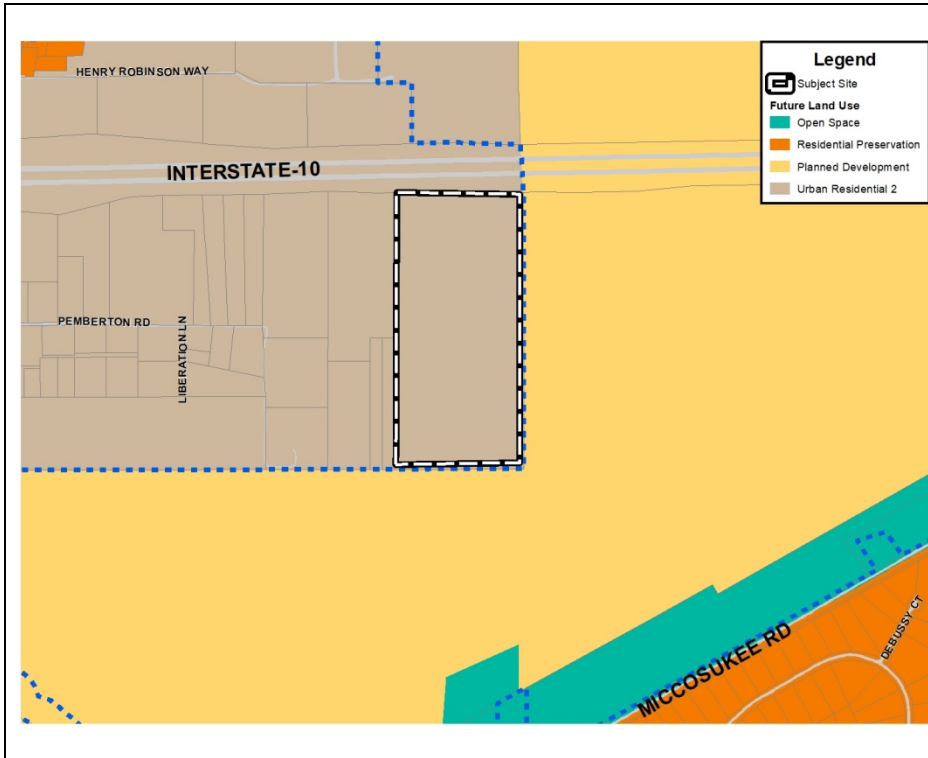 Legend
Subject Site
Future Land Use
Open Space
Residential Preservation
Planned Development
Urban Residential 2
HENRY ROBINSON WAY
INTERSTATE-10
PEMBERTON RD
LIBERATION LN
MICCOSUKEE RD
DEBUSSY CT